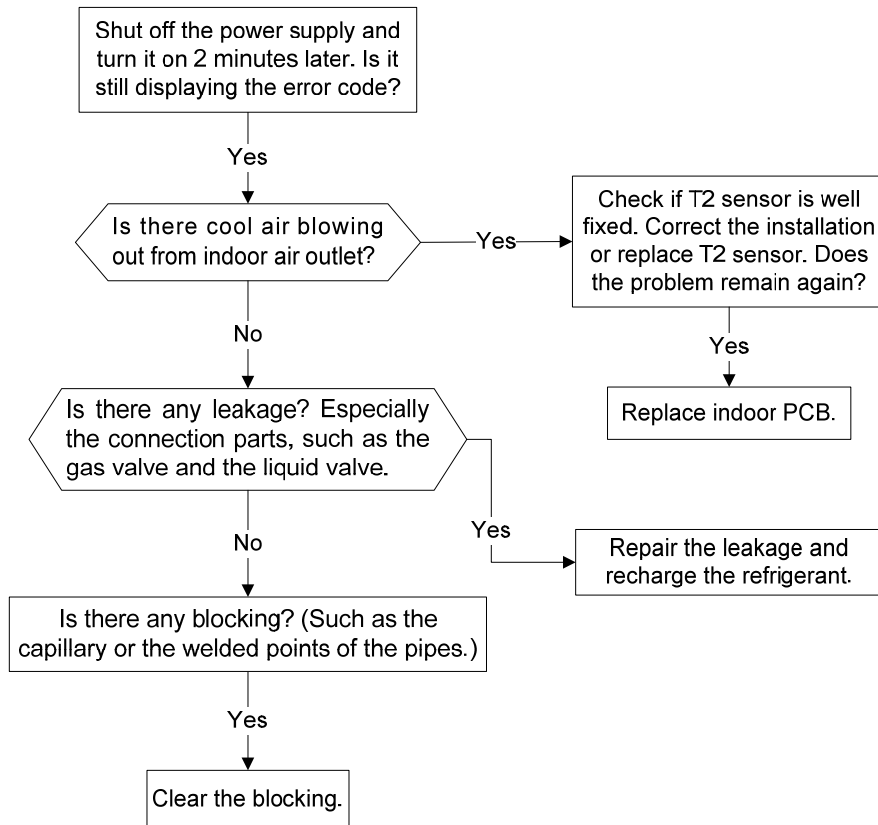 Shut off the power supply and
turn it on 2 minutes later. Is it
still displaying the error code?
Yes
Is there cool air blowing
out from indoor air outlet?
Yes
Check if T2 sensor is well
fixed. Correct the installation
or replace T2 sensor. Does
the problem remain again?
Yes
Replace indoor PCB.
No
Is there any leakage? Especially
the connection parts, such as the
gas valve and the liquid valve.
Yes
Repair the leakage and
recharge the refrigerant.
No
Is there any blocking? (Such as the
capillary or the welded points of the pipes.)
Yes
Clear the blocking.